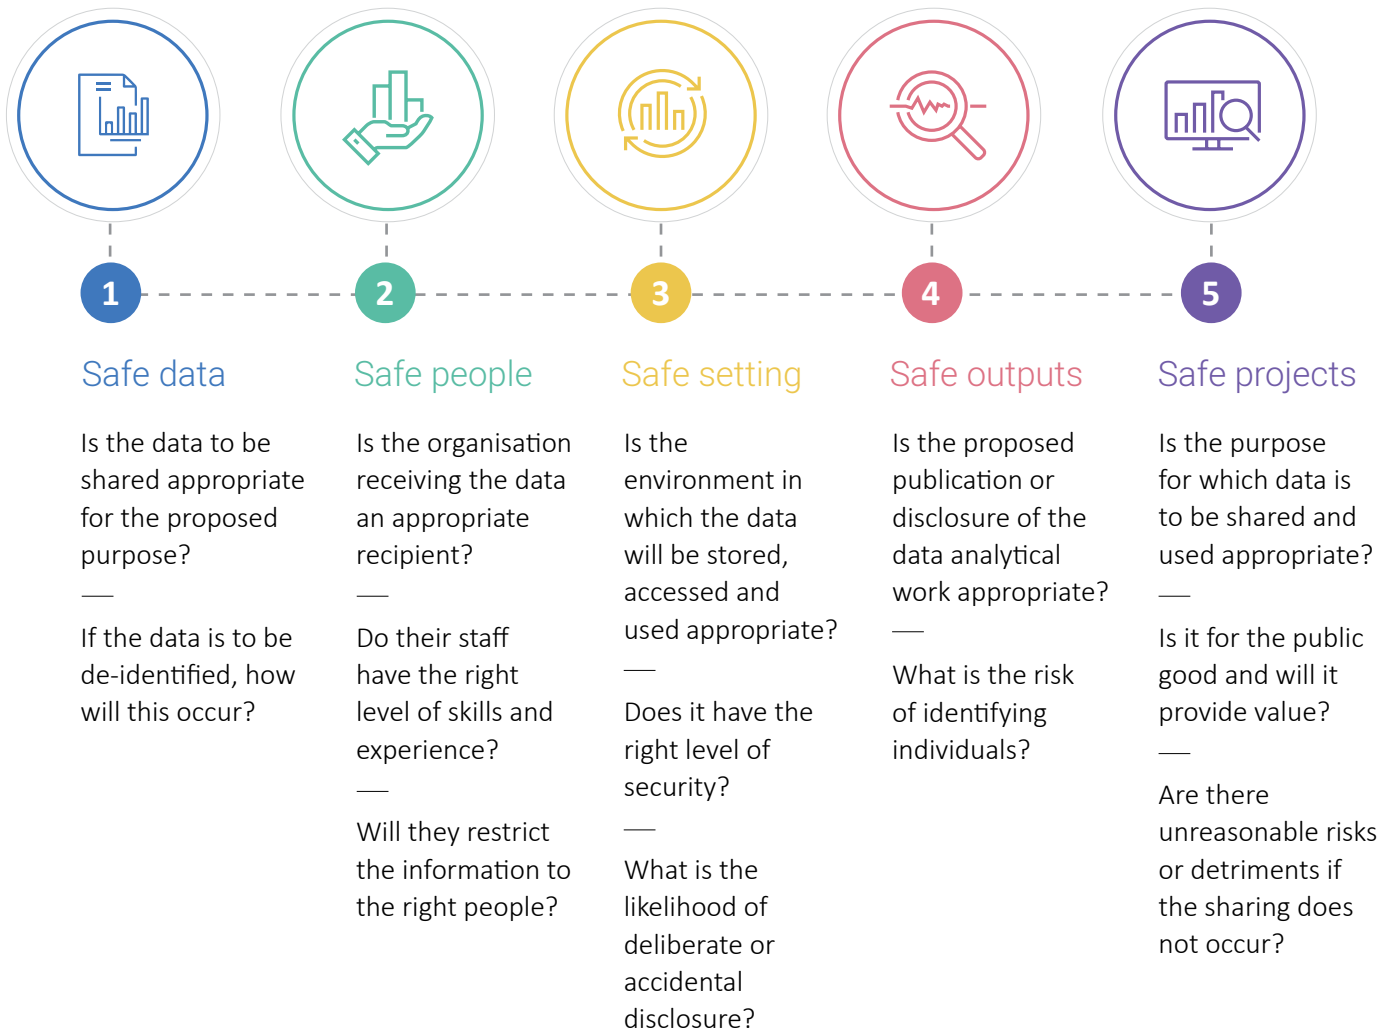 1
Safe data
Is the data to be
shared appropriate
for the proposed
purpose?
If the data is to be
de-identified, how
will this occur?
2
Safe people
Is the organisation
receiving the data
an appropriate
recipient?
Do their staff
have the right
level of skills and
experience?
Will they restrict
the information to
the right people?
3
Safe setting
Is the
environment in
which the data
will be stored,
accessed and
used appropriate?
Does it have the
right level of
security?
What is the
likelihood of
deliberate or
accidental
disclosure?
4
Safe outputs
Is the proposed
publication or
disclosure of the
data analytical
work appropriate?
What is the risk
of identifying
individuals?
5
Safe projects
Is the purpose
for which data is
to be shared and
used appropriate?
Is it for the public
good and will it
provide value?
Are there
unreasonable risks
or detriments if
the sharing does
not occur?